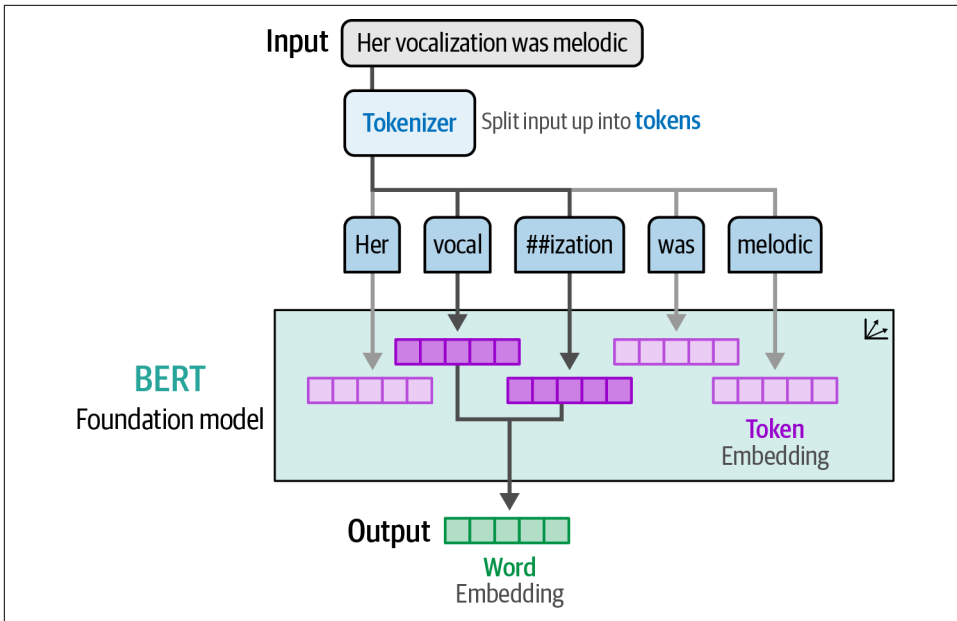 Input
Her vocalization was melodic
Tokenizer
Split input up into tokens
Her
vocal
##ization
was
melodic
BERT
Foundation model
Token
Embedding
Output
Word
Embedding